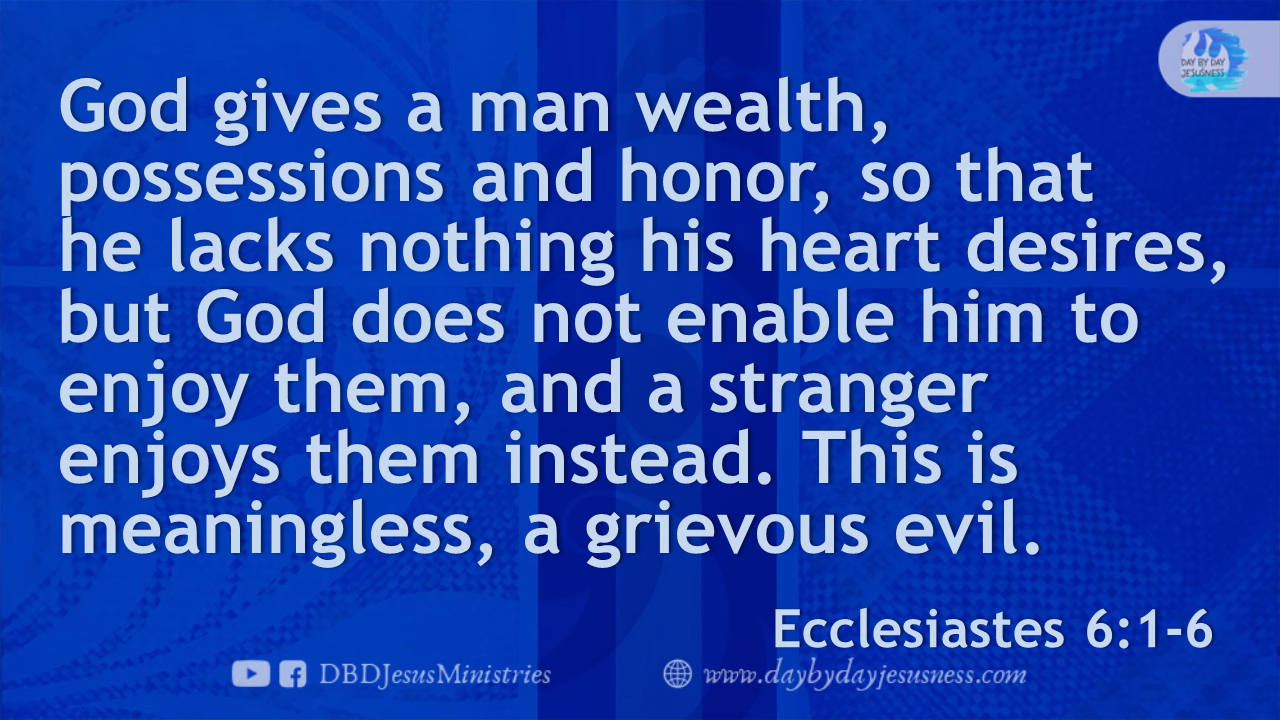 DAY BY DAY
JESUSNESS
God gives a man wealth,
possessions and honor, so that
he lacks nothing his heart desires,
but God does not enable him to
enjoy them, and a stranger
enjoys them instead. This is
meaningless, a grievous evil.
Ecclesiastes 6:1-6
DBDJesusMinistries
www.daybydayjesusness.com